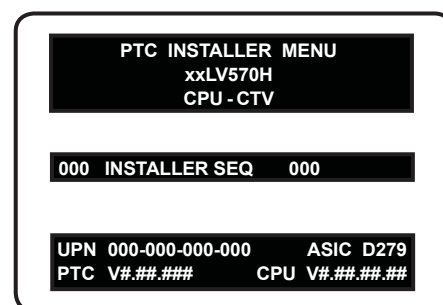 PTC INSTALLER MENU
xxLV570H
CPU - CTV
000 INSTALLER SEQ 000
UPN 000-000-000-000 ASIC D279
PTC V#.##.### CPU V#.##.##.##